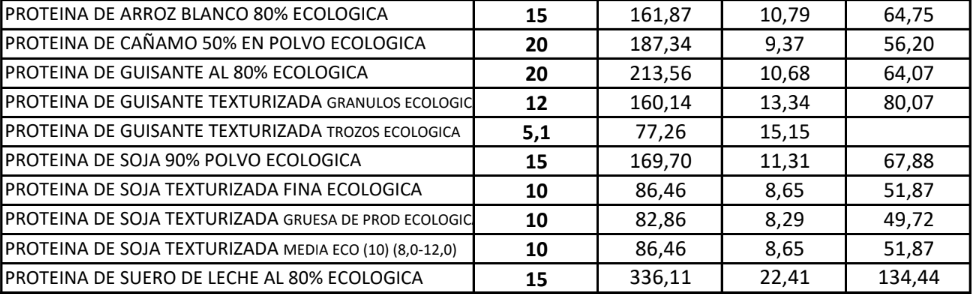 PROTEINA DE ARROZ BLANCO 80% ECOLOGICA 15 161,87 10,79 64,75
PROTEINA DE CAÑAMO 50% EN POLVO ECOLOGICA 20 187,34 9,37 56,20
PROTEINA DE GUISANTE AL 80% ECOLOGICA 20 213,56 10,68 64,07
PROTEINA DE GUISANTE TEXTURIZADA GRANULOS ECOLOGIC 12 160,14 13,34 80,07
PROTEINA DE GUISANTE TEXTURIZADA TROZOS ECOLOGICA 5,1 77,26 15,15
PROTEINA DE SOJA 90% POLVO ECOLOGICA 15 169,70 11,31 67,88
PROTEINA DE SOJA TEXTURIZADA FINA ECOLOGICA 10 86,46 8,65 51,87
PROTEINA DE SOJA TEXTURIZADA GRUESA DE PROD ECOLOGIC 10 82,86 8,29 49,72
PROTEINA DE SOJA TEXTURIZADA MEDIA ECO (10) (8,0-12,0) 10 86,46 8,65 51,87
PROTEINA DE SUERO DE LECHE AL 80% ECOLOGICA 15 336,11 22,41 134,44